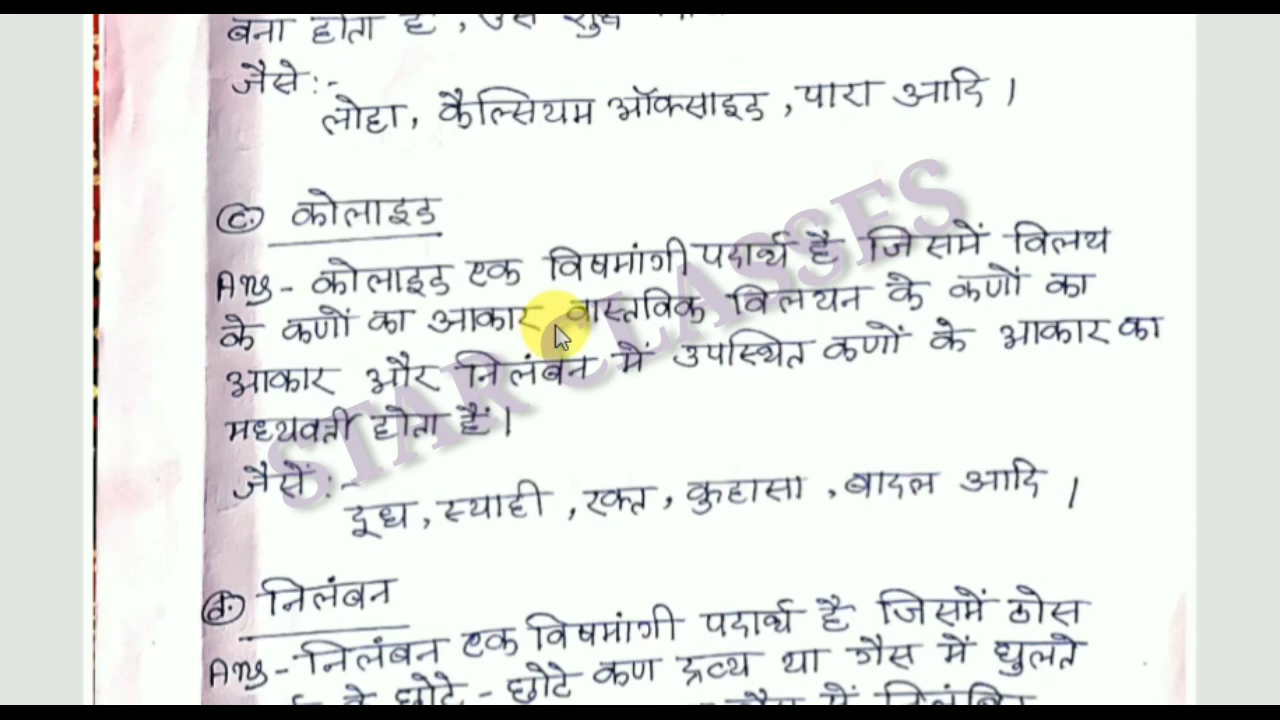 बना होता है, उसे शुद्ध
जैसे:-
लोहा, कैल्सियम ऑक्साइड, पारा आदि।
STAR CLASSES
c. कोलाइड
Ans- कोलाइड एक विषमांगी पदार्थ है जिसमें विलय
के कणों का आकार वास्तविक विलयन के कणों का
आकार और निलंबन में उपस्थित कणों के आकार का
मध्यवर्ती होता हैं।
जैसें:-
दूध, स्याही, रक्त, कुहासा, बादल आदि।
d. निलंबन
Ans- निलंबन एक विषमांगी पदार्थ है जिसमें ठोस
के छोटे-छोटे कण द्रव्य या गैस में घुलते
में निलंबित